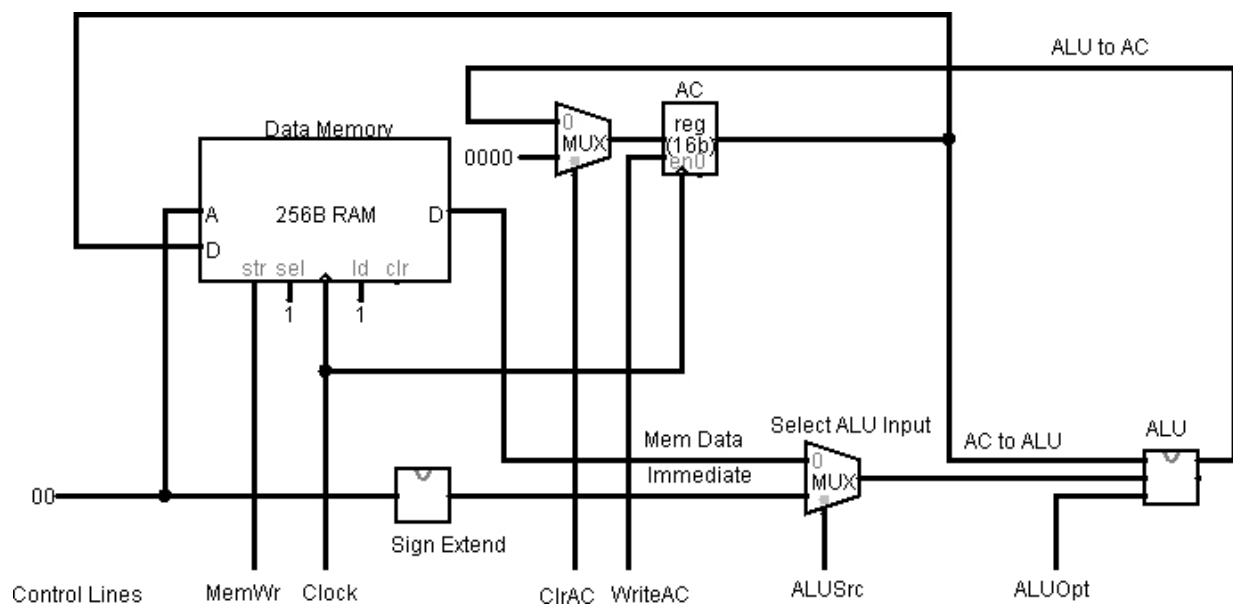 ALU to AC
AC
Data Memory
0
MUX
0000
reg
(16b)
en0
A
256B RAM
D
D
str sel ld clr
1
1
Select ALU Input
Mem Data
0
MUX
AC to ALU
ALU
Immediate
00
Sign Extend
Control Lines
MemWr
Clock
ClrAC
WriteAC
ALUSrc
ALUOpt